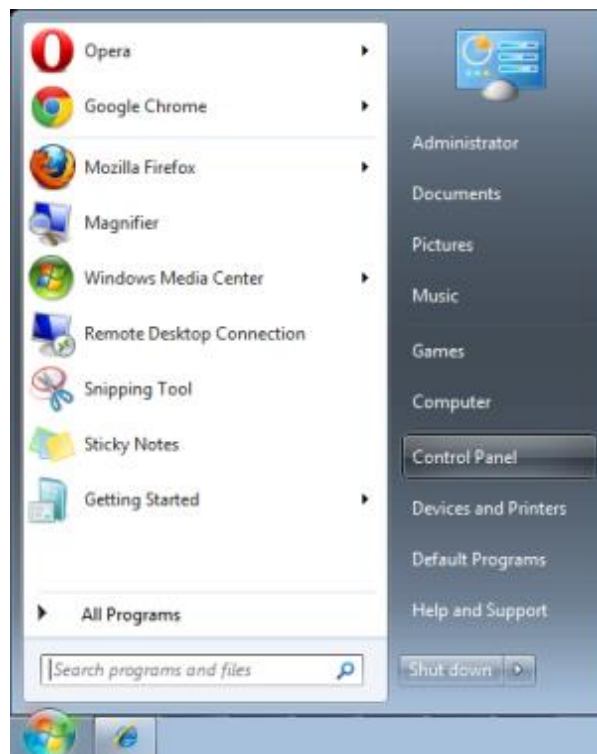 Opera
Google Chrome
Mozilla Firefox
Magnifier
Windows Media Center
Remote Desktop Connection
Snipping Tool
Sticky Notes
Getting Started
All Programs
Search programs and files
Administrator
Documents
Pictures
Music
Games
Computer
Control Panel
Devices and Printers
Default Programs
Help and Support
Shut down